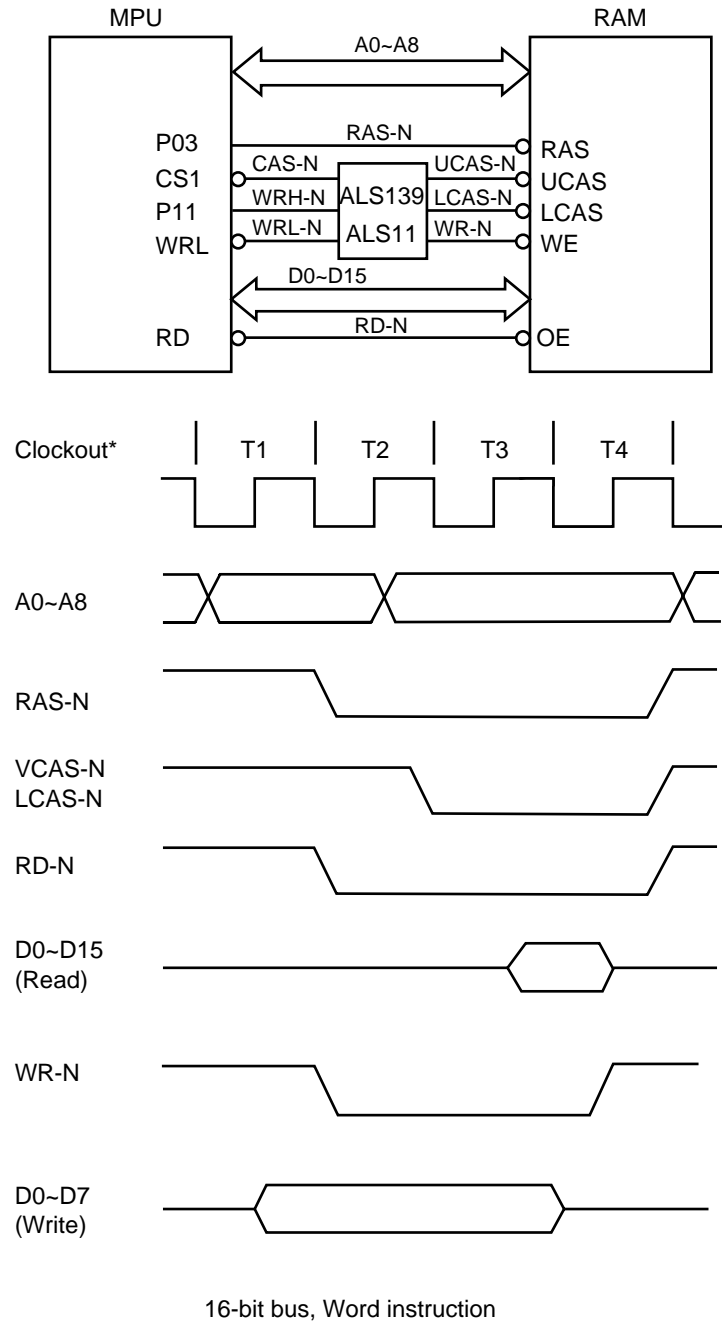 MPU RAM
A0~A8
P03 RAS-N RAS
CS1 CAS-N UCAS-N UCAS
P11 WRH-N ALS139 LCAS-N LCAS
WRL WRL-N ALS11 WR-N WE
D0~D15
RD RD-N OE
Clockout* T1 T2 T3 T4
A0~A8
RAS-N
VCAS-N
LCAS-N
RD-N
D0~D15
(Read)
WR-N
D0~D7
(Write)
16-bit bus, Word instruction